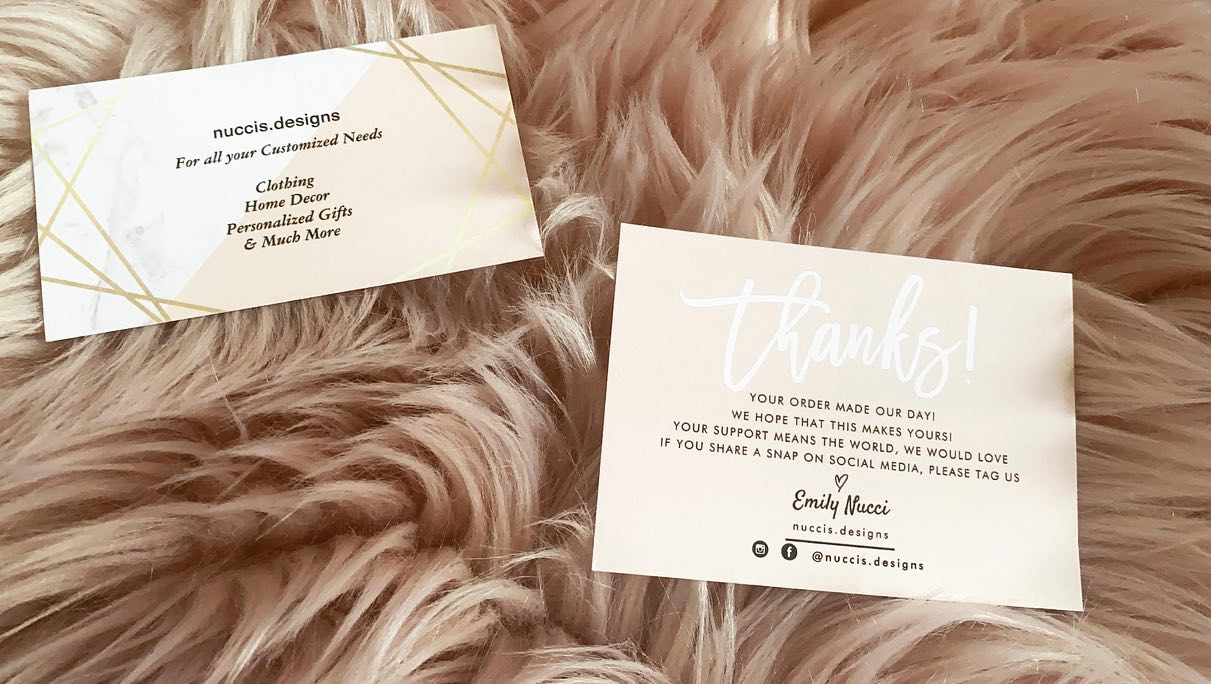 nuccis.designs
For all your Customized Needs
Clothing
Home Decor
Personalized Gifts
& Much More
thanks!
YOUR ORDER MADE OUR DAY!
WE HOPE THAT THIS MAKES YOURS!
YOUR SUPPORT MEANS THE WORLD, WE WOULD LOVE
IF YOU SHARE A SNAP ON SOCIAL MEDIA, PLEASE TAG US
Emily Nucci
nuccis.designs
@nuccis.designs